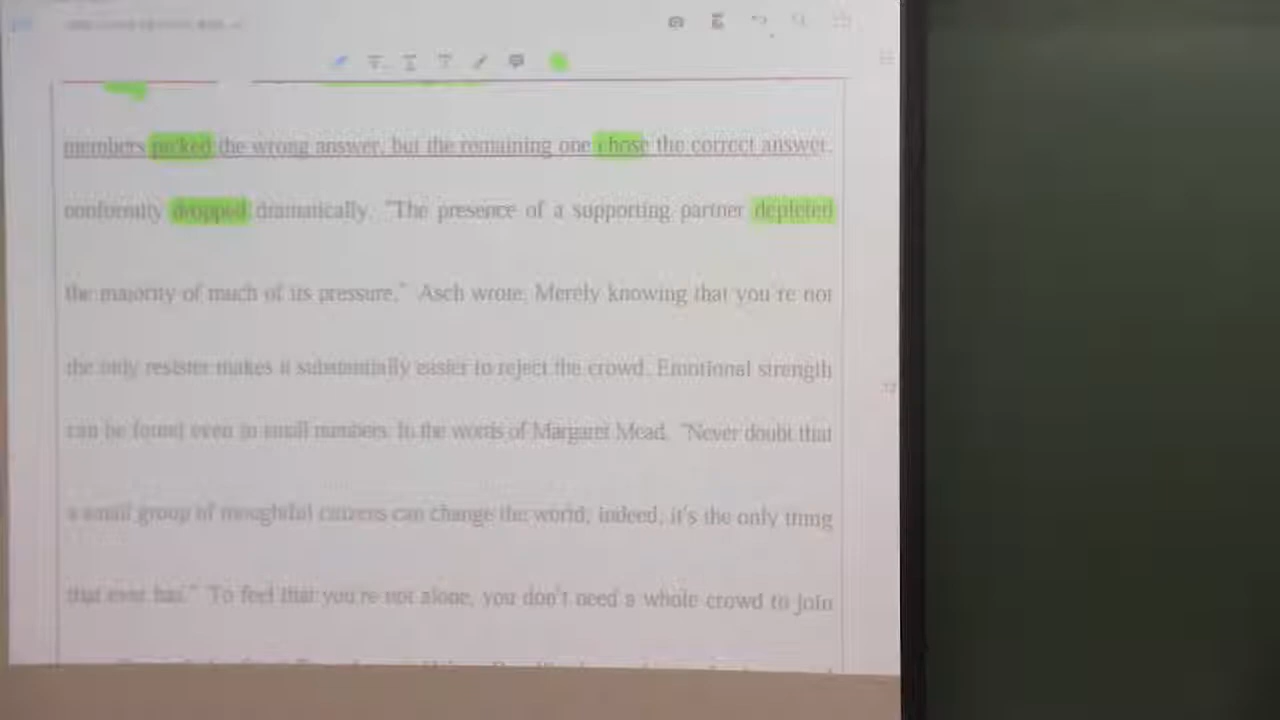 members picked the wrong answer, but the remaining one chose the correct answer,
conformity dropped dramatically. "The presence of a supporting partner depleted
the majority of much of its pressure," Asch wrote. Merely knowing that you're not
the only resister makes it substantially easier to reject the crowd. Emotional strength
can be found even in small numbers. In the words of Margaret Mead, "Never doubt that
a small group of thoughtful citizens can change the world; indeed, it's the only thing
that ever has." To feel that you're not alone, you don't need a whole crowd to join